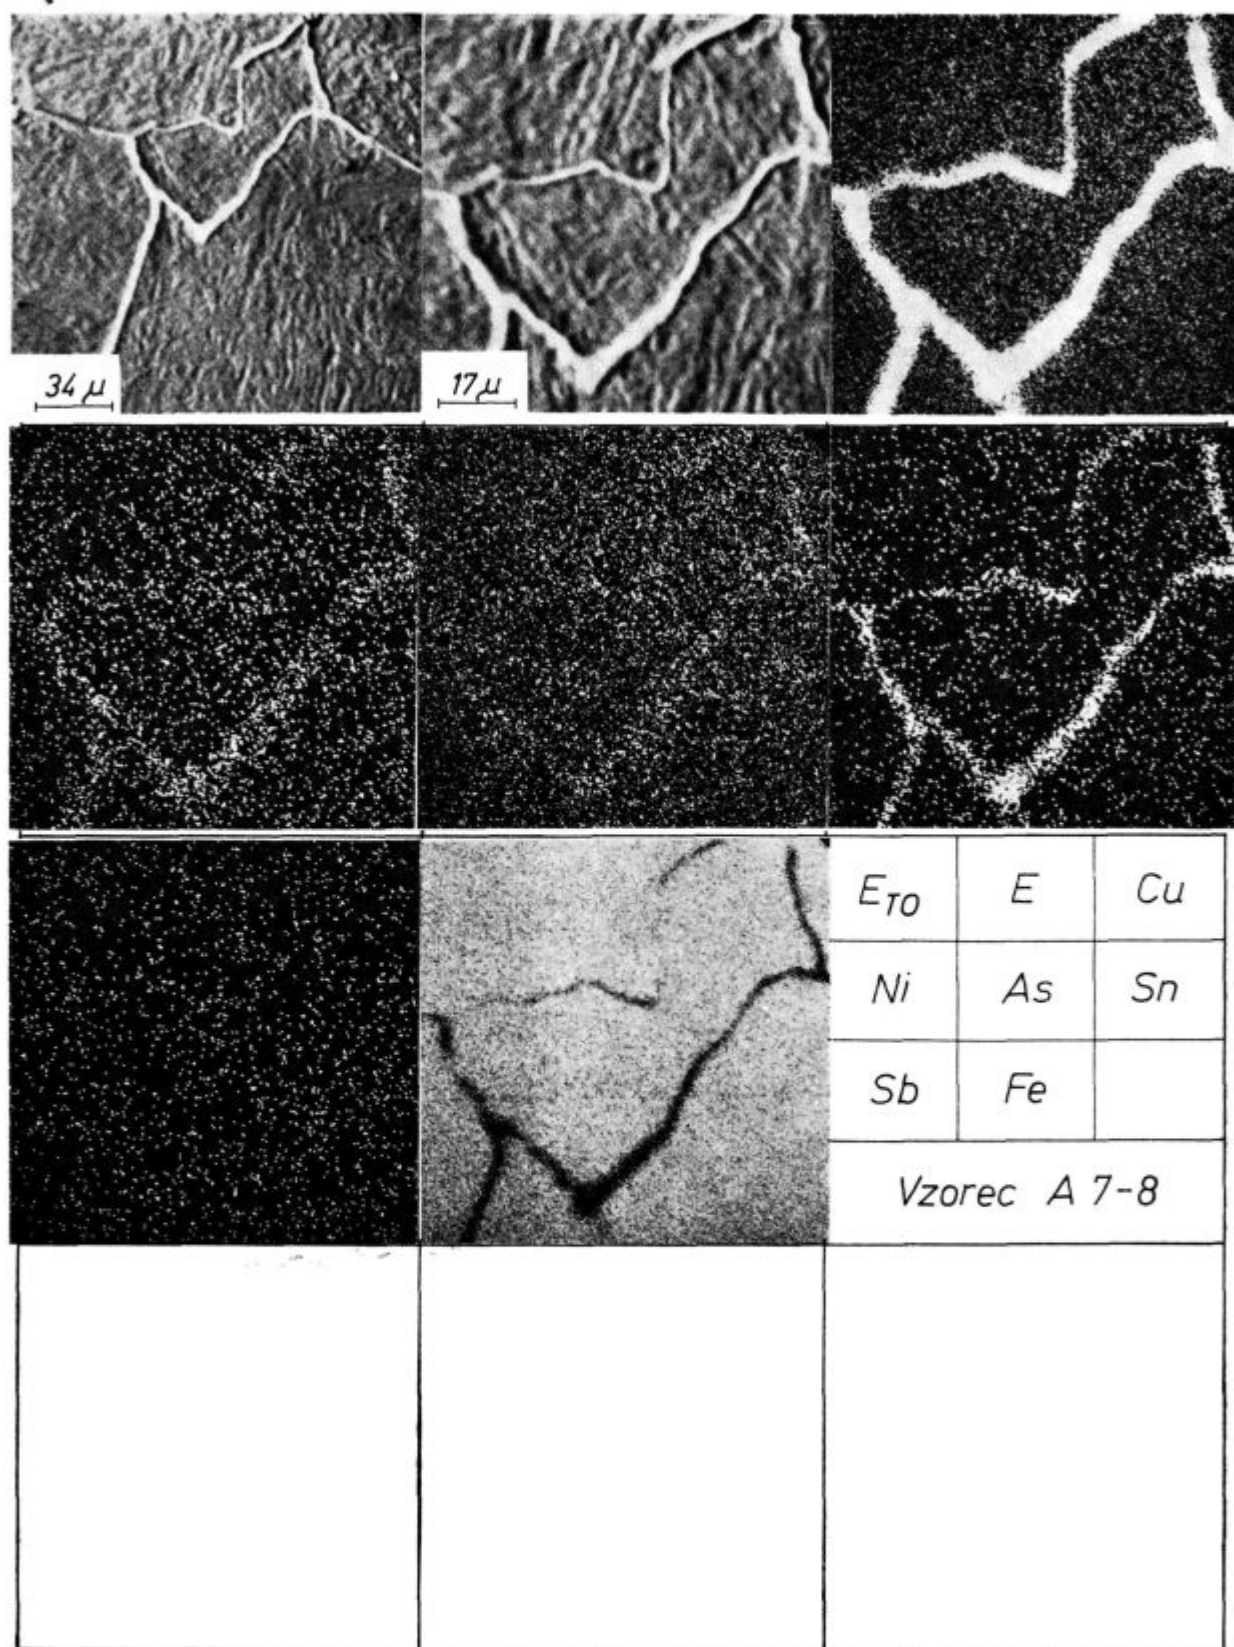 34 μ
17 μ
E_TO E Cu
Ni As Sn
Sb Fe
Vzorec A 7-8